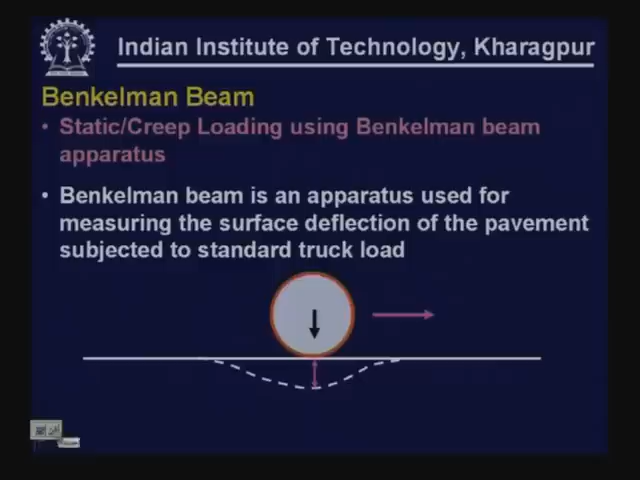 Indian Institute of Technology, Kharagpur
Benkelman Beam
• Static/Creep Loading using Benkelman beam
apparatus
• Benkelman beam is an apparatus used for
measuring the surface deflection of the pavement
subjected to standard truck load